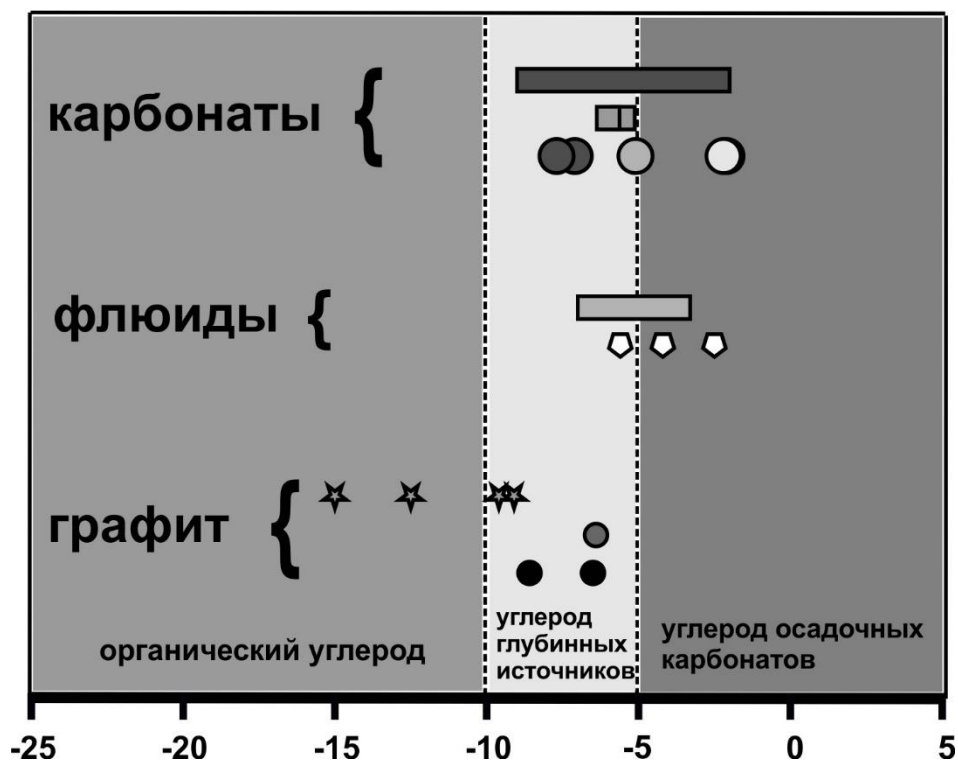 карбонаты
флюиды
графит
органический углерод
углерод
глубинных
источников
углерод осадочных
карбонатов
-25 -20 -15 -10 -5 0 5